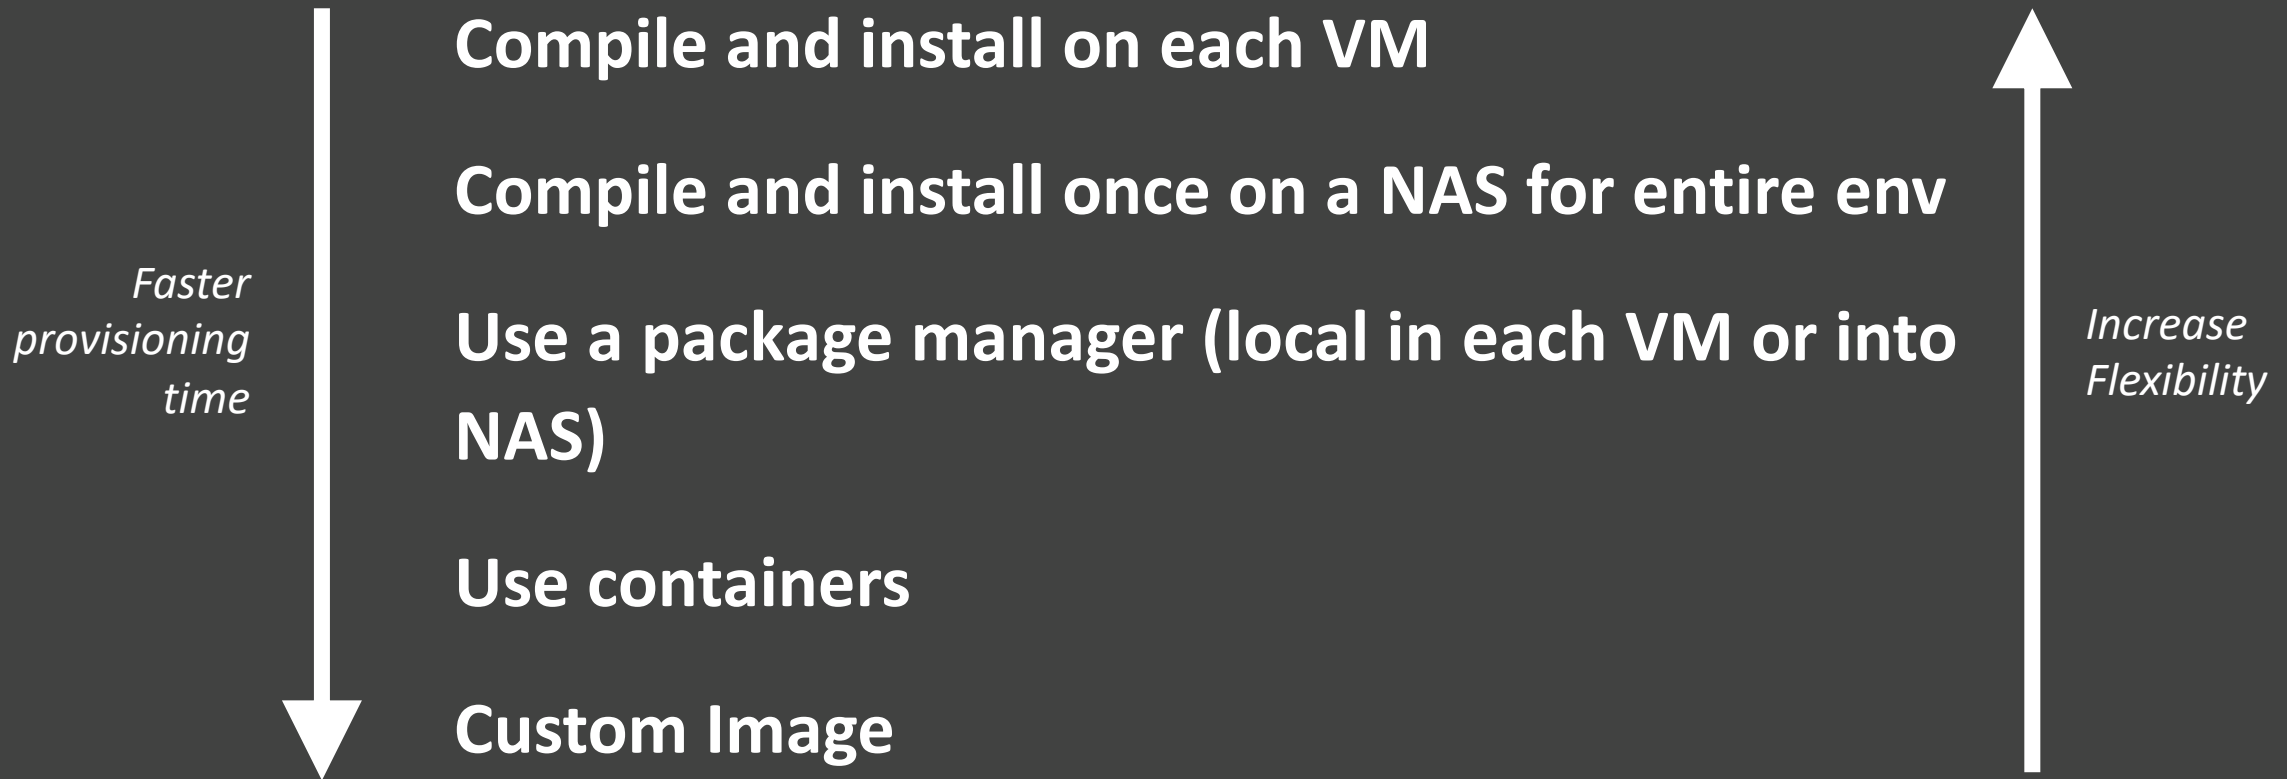 Compile and install on each VM
Compile and install once on a NAS for entire env
Faster
provisioning
time
Use a package manager (local in each VM or into
NAS)
Increase
Flexibility
Use containers
Custom Image